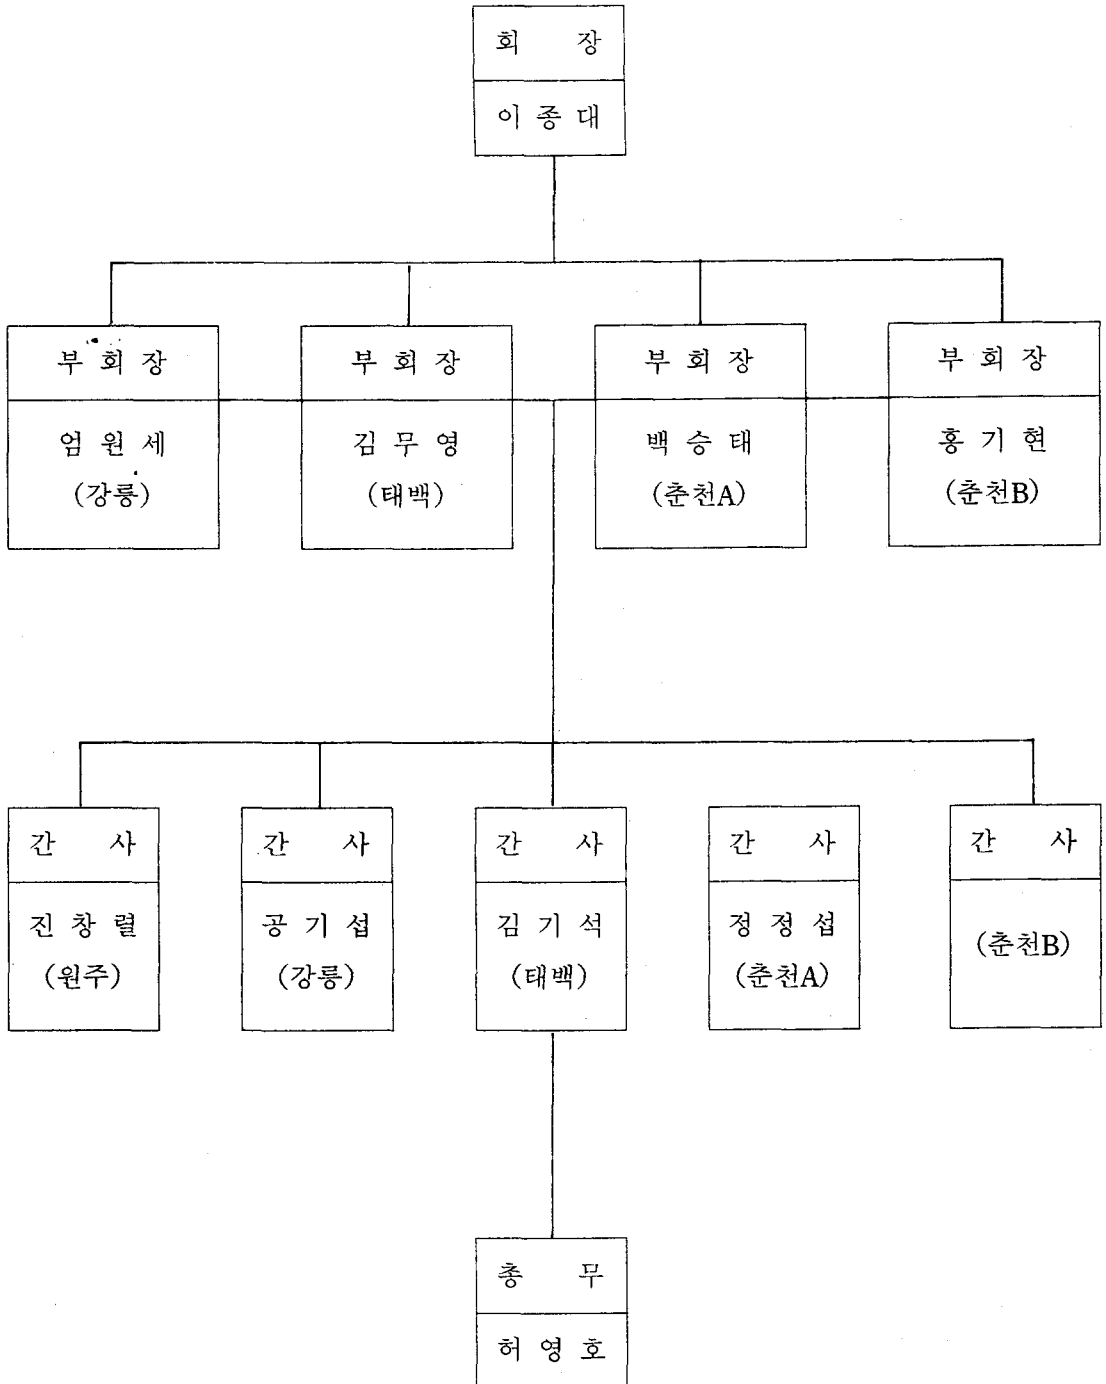 회 장
이 종 대
부 회 장
엄 원 세
(강릉)
부 회 장
김 무 영
(태백)
부 회 장
백 승 태
(춘천A)
부 회 장
홍 기 현
(춘천B)
간 사
진 창 렬
(원주)
간 사
공 기 섭
(강릉)
간 사
김 기 석
(태백)
간 사
정 정 섭
(춘천A)
간 사
(춘천B)
총 무
허 영 호